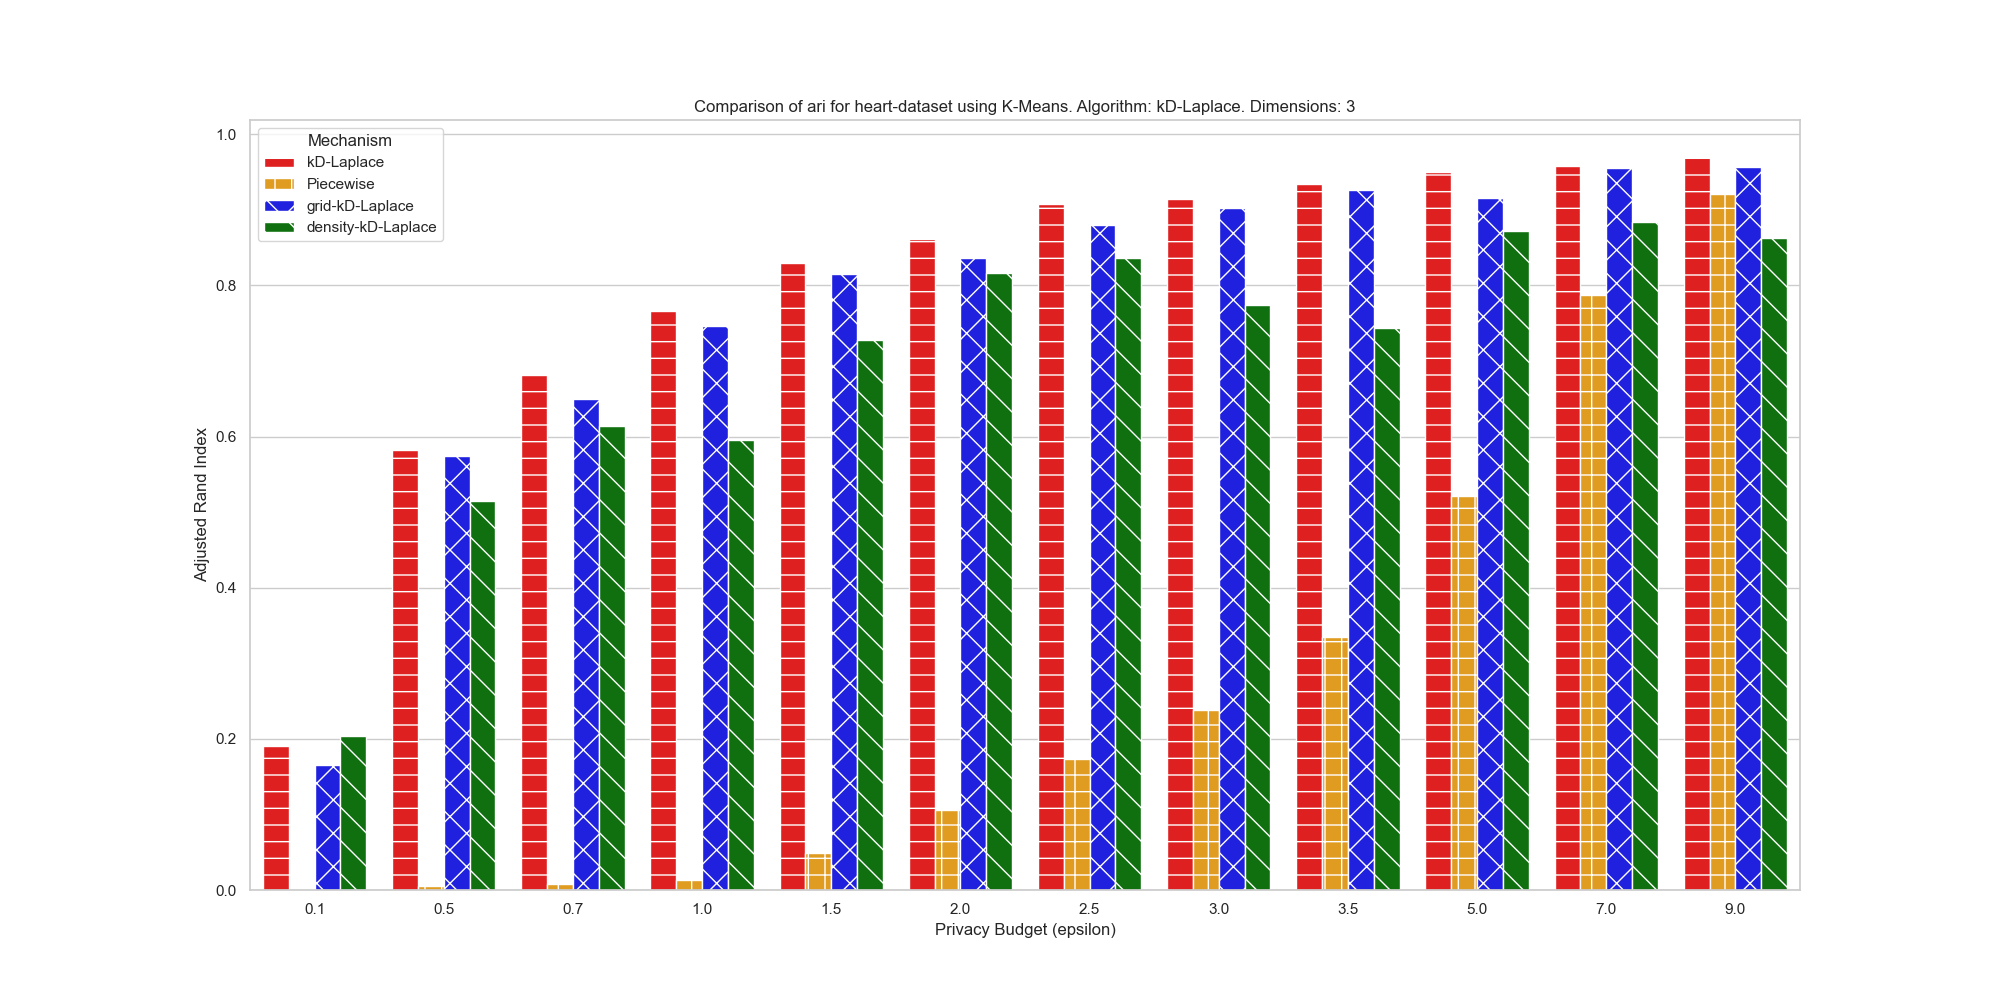 Comparison of ari for heart-dataset using K-Means. Algorithm: kD-Laplace. Dimensions: 3
Mechanism
kD-Laplace
Piecewise
grid-kD-Laplace
density-kD-Laplace
Adjusted Rand Index
1.0
0.8
0.6
0.4
0.2
0.0
0.1 0.5 0.7 1.0 1.5 2.0 2.5 3.0 3.5 5.0 7.0 9.0
Privacy Budget (epsilon)